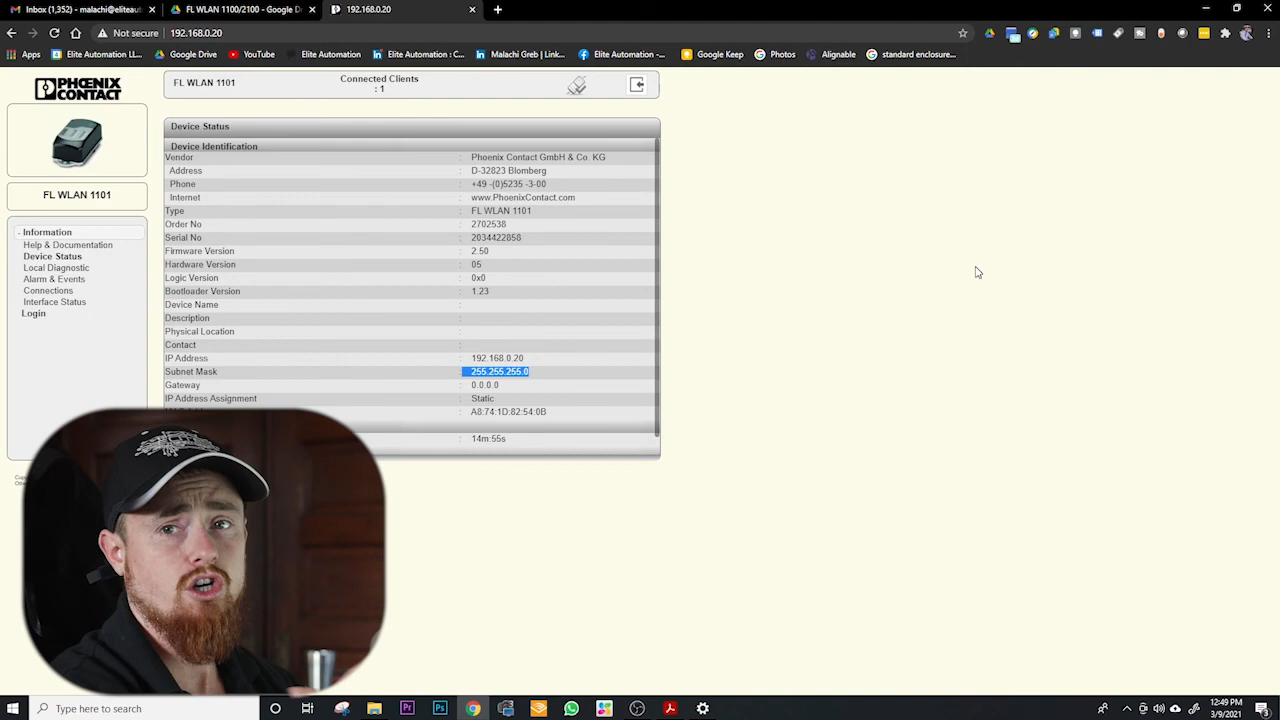 Inbox (1,352) - malachi@eliteaut
FL WLAN 1100/2100 - Google D
192.168.0.20
Not secure 192.168.0.20
Apps
Elite Automation LL...
Google Drive
YouTube
Elite Automation
Elite Automation : C...
Malachi Greb | Link...
Elite Automation -...
Google Keep
Photos
Alignable
standard enclosure...
PHOENIX
CONTACT
FL WLAN 1101
Connected Clients
: 1
FL WLAN 1101
- Information
Help & Documentation
Device Status
Local Diagnostic
Alarm & Events
Connections
Interface Status
Login
Device Status
Device Identification
Vendor : Phoenix Contact GmbH & Co. KG
Address : D-32823 Blomberg
Phone : +49 -(0)5235 -3-00
Internet : www.PhoenixContact.com
Type : FL WLAN 1101
Order No : 2702538
Serial No : 2034422858
Firmware Version : 2.50
Hardware Version : 05
Logic Version : 0x0
Bootloader Version : 1.23
Device Name :
Description :
Physical Location :
Contact :
IP Address : 192.168.0.20
Subnet Mask : 255.255.255.0
Gateway : 0.0.0.0
IP Address Assignment : Static
: A8:74:1D:82:54:0B
: 14m:55s
Type here to search
12:49 PM
3/9/2021